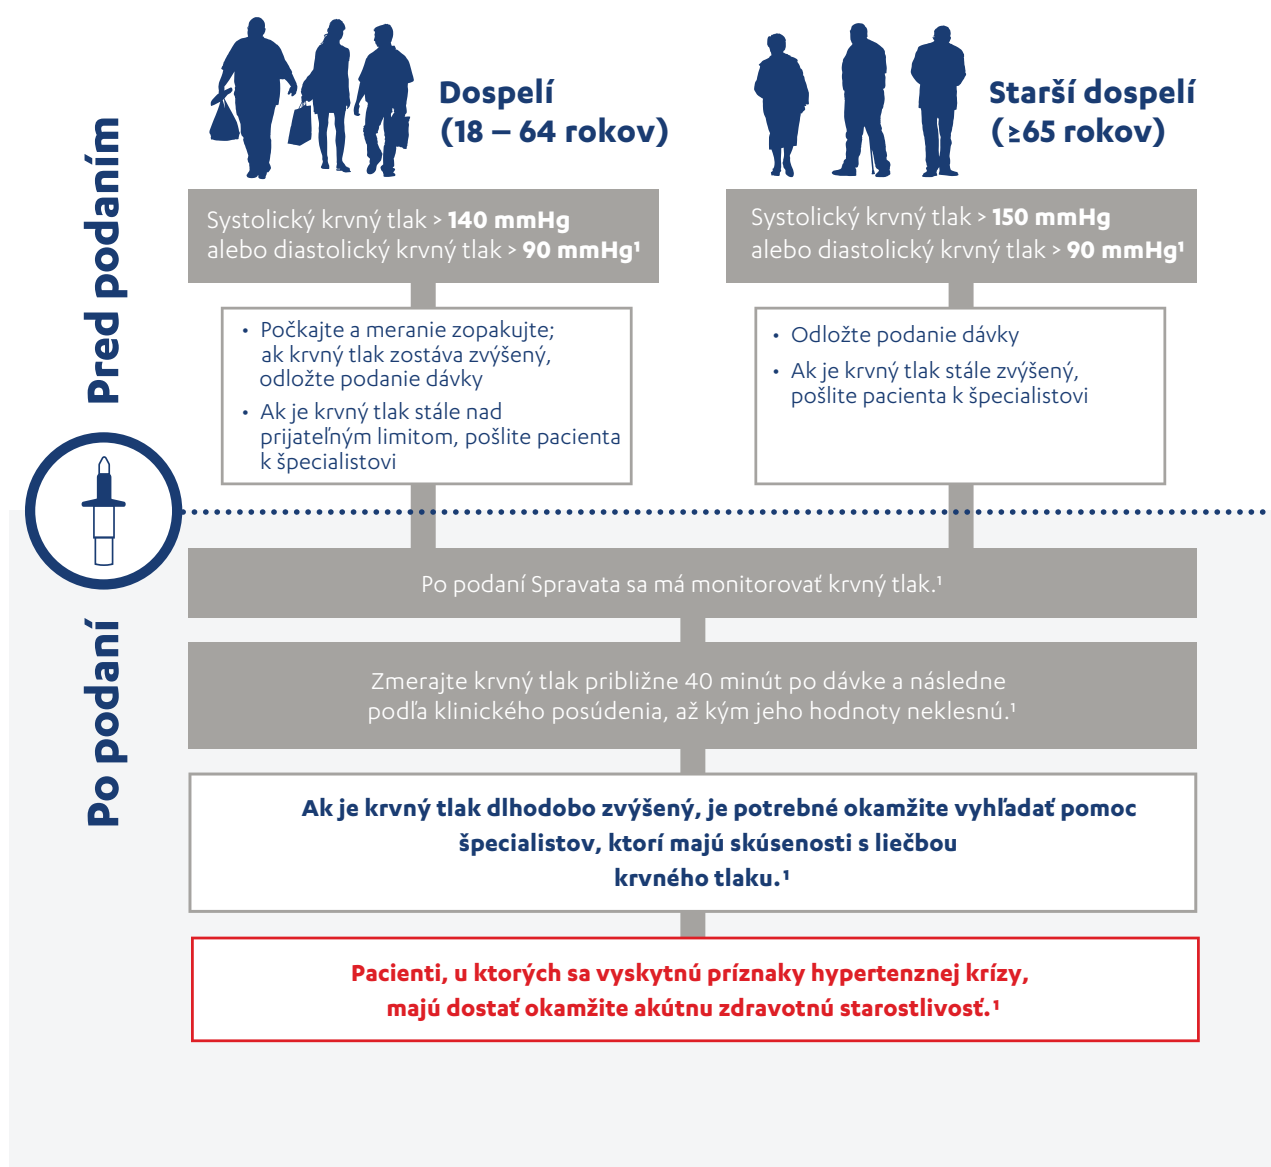 Pred podaním
Dospelí
(18 – 64 rokov)
Systolický krvný tlak > 140 mmHg
alebo diastolický krvný tlak > 90 mmHg¹
• Počkajte a meranie zopakujte;
ak krvný tlak zostáva zvýšený,
odložte podanie dávky
• Ak je krvný tlak stále nad
prijateľným limitom, pošlite pacienta
k špecialistovi
Starší dospelí
(≥65 rokov)
Systolický krvný tlak > 150 mmHg
alebo diastolický krvný tlak > 90 mmHg¹
• Odložte podanie dávky
• Ak je krvný tlak stále zvýšený,
pošlite pacienta k špecialistovi
Po podaní
Po podaní Spravata sa má monitorovať krvný tlak.¹
Zmerajte krvný tlak približne 40 minút po dávke a následne
podľa klinického posúdenia, až kým jeho hodnoty neklesnú.¹
Ak je krvný tlak dlhodobo zvýšený, je potrebné okamžite vyhľadať pomoc
špecialistov, ktorí majú skúsenosti s liečbou
krvného tlaku.¹
Pacienti, u ktorých sa vyskytnú príznaky hypertenznej krízy,
majú dostať okamžite akútnu zdravotnú starostlivosť.¹